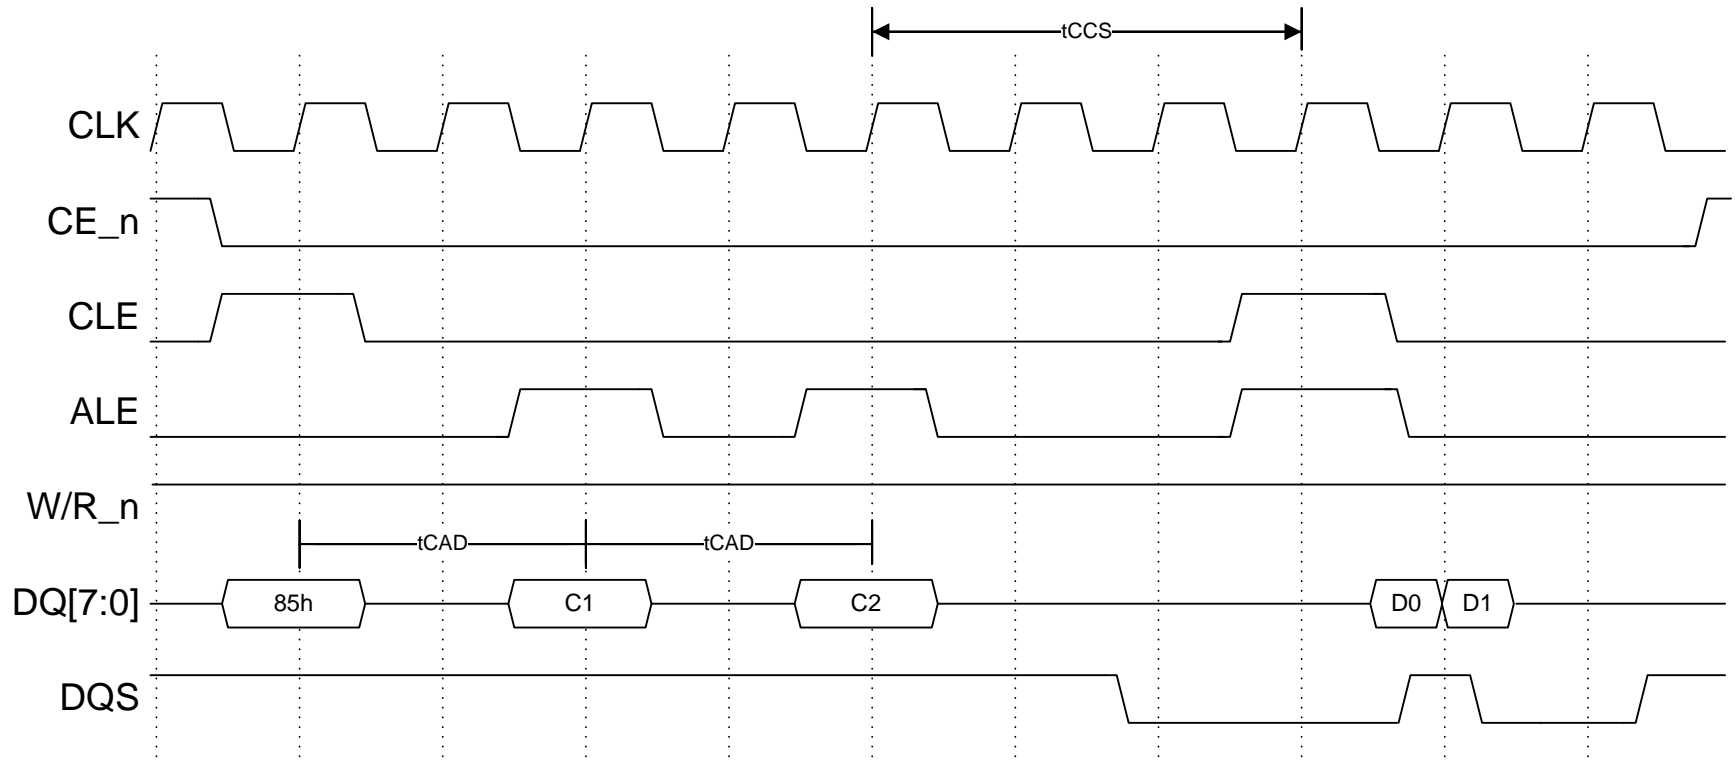 tCCS
CLK
CE_n
CLE
ALE
W/R_n
tCAD tCAD
DQ[7:0] 85h C1 C2 D0 D1
DQS